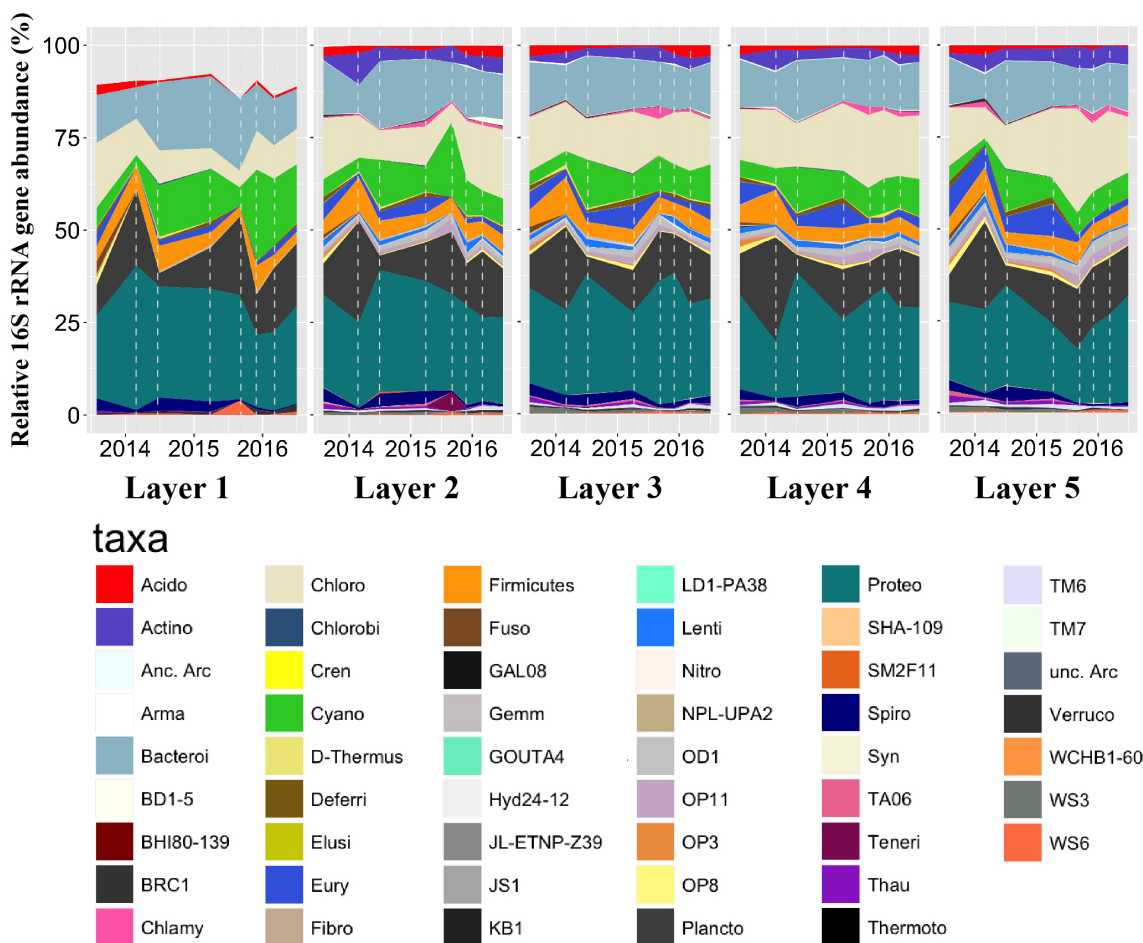 Relative 16S rRNA gene abundance (%)
100
75
50
25
0
2014 2015 2016 2014 2015 2016 2014 2015 2016 2014 2015 2016 2014 2015 2016
Layer 1 Layer 2 Layer 3 Layer 4 Layer 5
taxa
Acido Chloro Firmicutes LD1-PA38 Proteo TM6
Actino Chlorobi Fuso Lenti SHA-109 TM7
Anc. Arc Cren GAL08 Nitro SM2F11 unc. Arc
Arma Cyano Gemm NPL-UPA2 Spiro Verruco
Bacteroi D-Thermus GOUTA4 OD1 Syn WCHB1-60
BD1-5 Deferri Hyd24-12 OP11 TA06 WS3
BHI80-139 Elusi JL-ETNP-Z39 OP3 Teneri WS6
BRC1 Eury JS1 OP8 Thau
Chlamy Fibro KB1 Plancto Thermoto